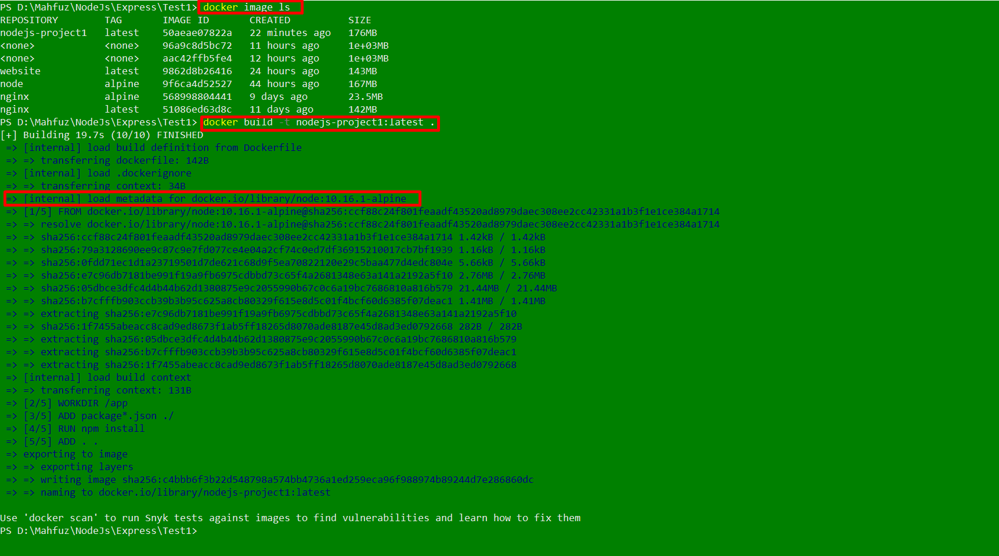 PS D:\Mahfuz\NodeJs\Express\Test1> docker image ls
REPOSITORY TAG IMAGE ID CREATED SIZE
nodejs-project1 latest 50aeae07822a 22 minutes ago 176MB
<none> <none> 96a9c8d5bc72 11 hours ago 1e+03MB
<none> <none> aac42ffb5fe4 12 hours ago 1e+03MB
website latest 9862d8b26416 24 hours ago 143MB
node alpine 9f6ca4d52527 44 hours ago 167MB
nginx alpine 568998804441 9 days ago 23.5MB
nginx latest 51086ed63d8c 11 days ago 142MB
PS D:\Mahfuz\NodeJs\Express\Test1> docker build -t nodejs-project1:latest .
[+] Building 19.7s (10/10) FINISHED
=> [internal] load build definition from Dockerfile
=> => transferring dockerfile: 142B
=> [internal] load .dockerignore
=> => transferring context: 34B
=> [internal] load metadata for docker.io/library/node:10.16.1-alpine
=> [1/5] FROM docker.io/library/node:10.16.1-alpine@sha256:ccf88c24f801feaadf43520ad8979daec308ee2cc42331a1b3f1e1ce384a1714
=> => resolve docker.io/library/node:10.16.1-alpine@sha256:ccf88c24f801feaadf43520ad8979daec308ee2cc42331a1b3f1e1ce384a1714
=> => sha256:ccf88c24f801feaadf43520ad8979daec308ee2cc42331a1b3f1e1ce384a1714 1.42kB / 1.42kB
=> => sha256:79a3128690ee9c87c9e7fd077ce4e04a2cf74c0ed7df36915210017cb7bf1939 1.16kB / 1.16kB
=> => sha256:0fdd71ec1d1a23719501d7de621c68d9f5ea70822120e29c5baa477d4edc804e 5.66kB / 5.66kB
=> => sha256:e7c96db7181be991f19a9fb6975cdbbd73c65f4a2681348e63a141a2192a5f10 2.76MB / 2.76MB
=> => sha256:05dbce3dfc4d4b44b62d1380875e9c2055990b67c0c6a19bc7686810a816b579 21.44MB / 21.44MB
=> => sha256:b7cfffb903ccb39b3b95c625a8cb80329f615e8d5c01f4bcf60d6385f07deac1 1.41MB / 1.41MB
=> => extracting sha256:e7c96db7181be991f19a9fb6975cdbbd73c65f4a2681348e63a141a2192a5f10
=> => sha256:1f7455abeacc8cad9ed8673f1ab5ff18265d8070ade8187e45d8ad3ed0792668 282B / 282B
=> => extracting sha256:05dbce3dfc4d4b44b62d1380875e9c2055990b67c0c6a19bc7686810a816b579
=> => extracting sha256:b7cfffb903ccb39b3b95c625a8cb80329f615e8d5c01f4bcf60d6385f07deac1
=> => extracting sha256:1f7455abeacc8cad9ed8673f1ab5ff18265d8070ade8187e45d8ad3ed0792668
=> [internal] load build context
=> => transferring context: 131B
=> [2/5] WORKDIR /app
=> [3/5] ADD package*.json ./
=> [4/5] RUN npm install
=> [5/5] ADD . .
=> exporting to image
=> => exporting layers
=> => writing image sha256:c4bbb6f3b22d548798a574bb4736a1ed259eca96f988974b89244d7e286860dc
=> => naming to docker.io/library/nodejs-project1:latest
Use 'docker scan' to run Snyk tests against images to find vulnerabilities and learn how to fix them
PS D:\Mahfuz\NodeJs\Express\Test1>